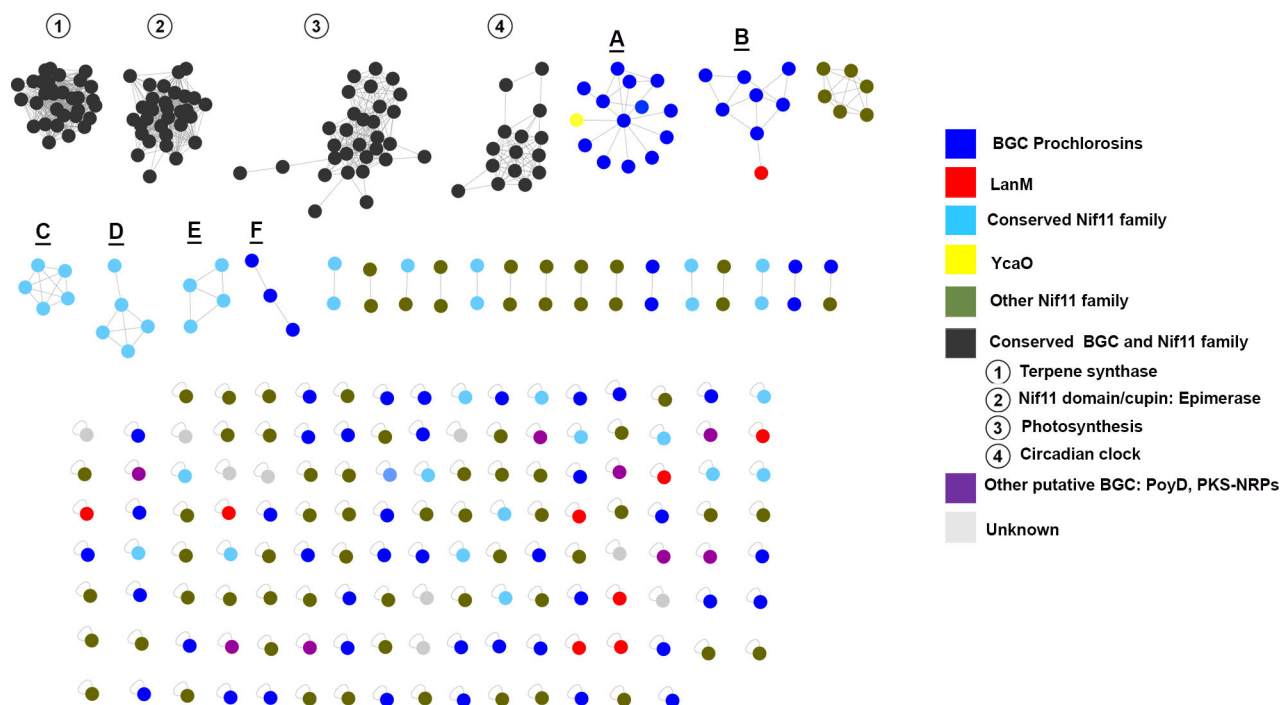 1
2
3
4
A
B
C
D
E
F
BGC Prochlorosins
LanM
Conserved Nif11 family
YcaO
Other Nif11 family
Conserved BGC and Nif11 family
1 Terpene synthase
2 Nif11 domain/cupin: Epimerase
3 Photosynthesis
4 Circadian clock
Other putative BGC: PoyD, PKS-NRPs
Unknown